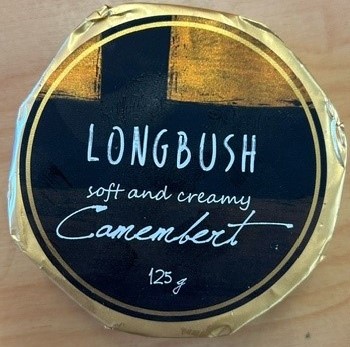 LONGBUSH
soft and creamy
Camembert
125 g